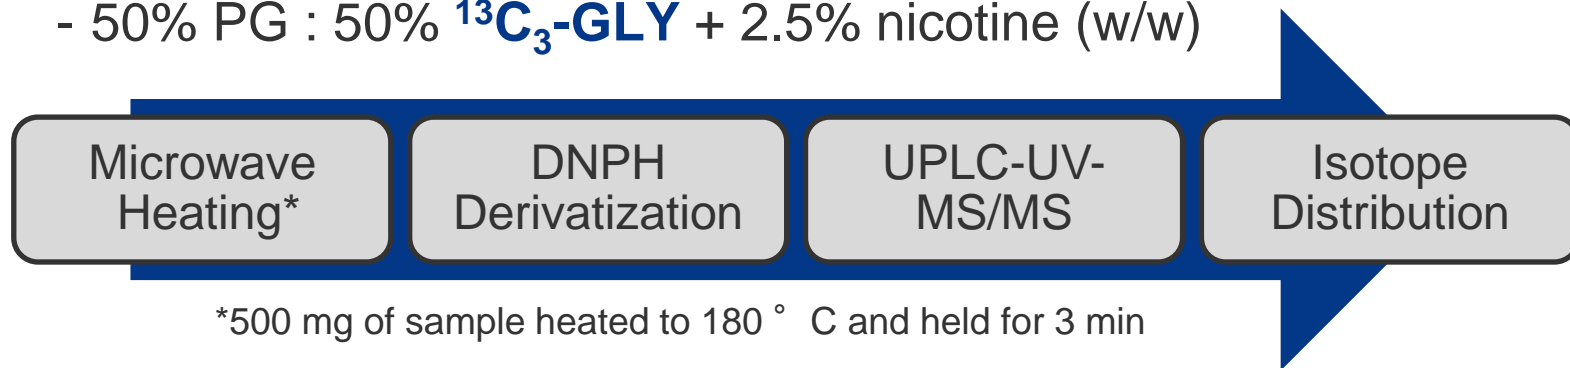 - 50% PG : 50% ¹³C₃-GLY + 2.5% nicotine (w/w)
Microwave
Heating*
DNPH
Derivatization
UPLC-UV-
MS/MS
Isotope
Distribution
*500 mg of sample heated to 180 ° C and held for 3 min